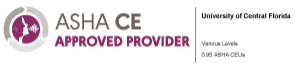 ASHA CE
APPROVED PROVIDER
University of Central Florida
Various Levels
0.95 ASHA CEUs